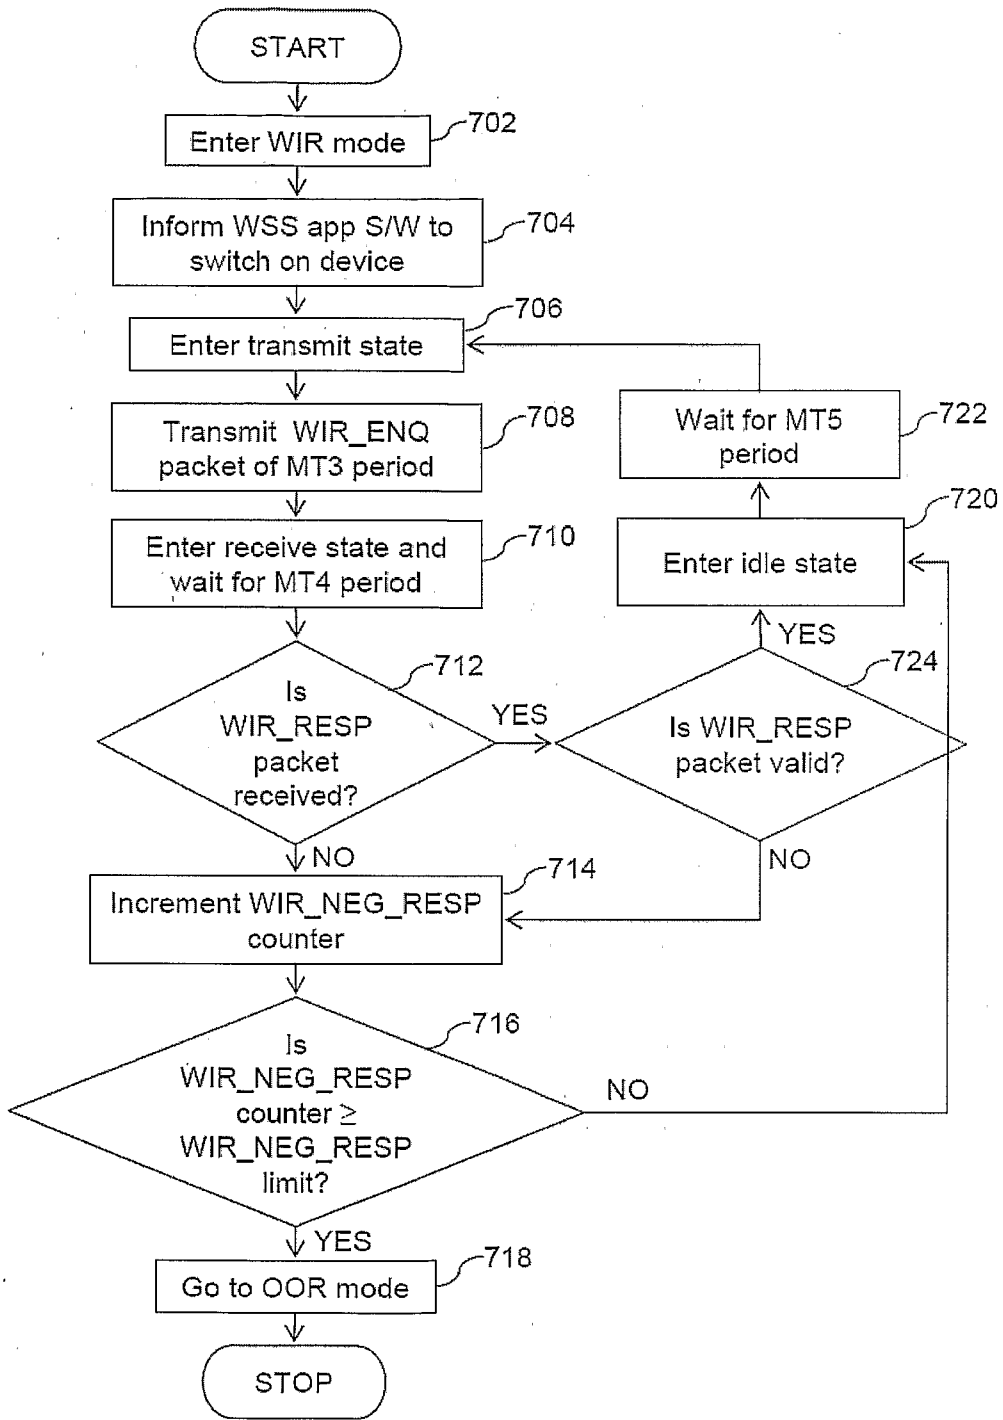 START
702
Enter WIR mode
704
Inform WSS app S/W to
switch on device
706
Enter transmit state
708
Transmit WIR_ENQ
packet of MT3 period
722
Wait for MT5
period
710
Enter receive state and
wait for MT4 period
720
Enter idle state
YES
712
Is
WIR_RESP
packet
received?
YES
724
Is WIR_RESP
packet valid?
NO
NO
714
Increment WIR_NEG_RESP
counter
716
Is
WIR_NEG_RESP
counter ≥
WIR_NEG_RESP
limit?
NO
YES
718
Go to OOR mode
STOP